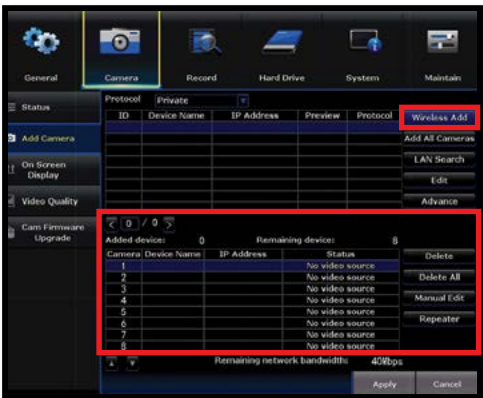 General Camera Record Hard Drive System Maintain
Status
Add Camera
On Screen
Display
Video Quality
Cam Firmware
Upgrade
Protocol Private
ID Device Name IP Address Preview Protocol
Wireless Add
Add All Cameras
LAN Search
Edit
Advance
< 0 / 0 >
Added device: 0 Remaining device: 8
Camera Device Name IP Address Status
1 No video source
2 No video source
3 No video source
4 No video source
5 No video source
6 No video source
7 No video source
8 No video source
Delete
Delete All
Manual Edit
Repeater
Remaining network bandwidth: 40Mbps
Apply Cancel